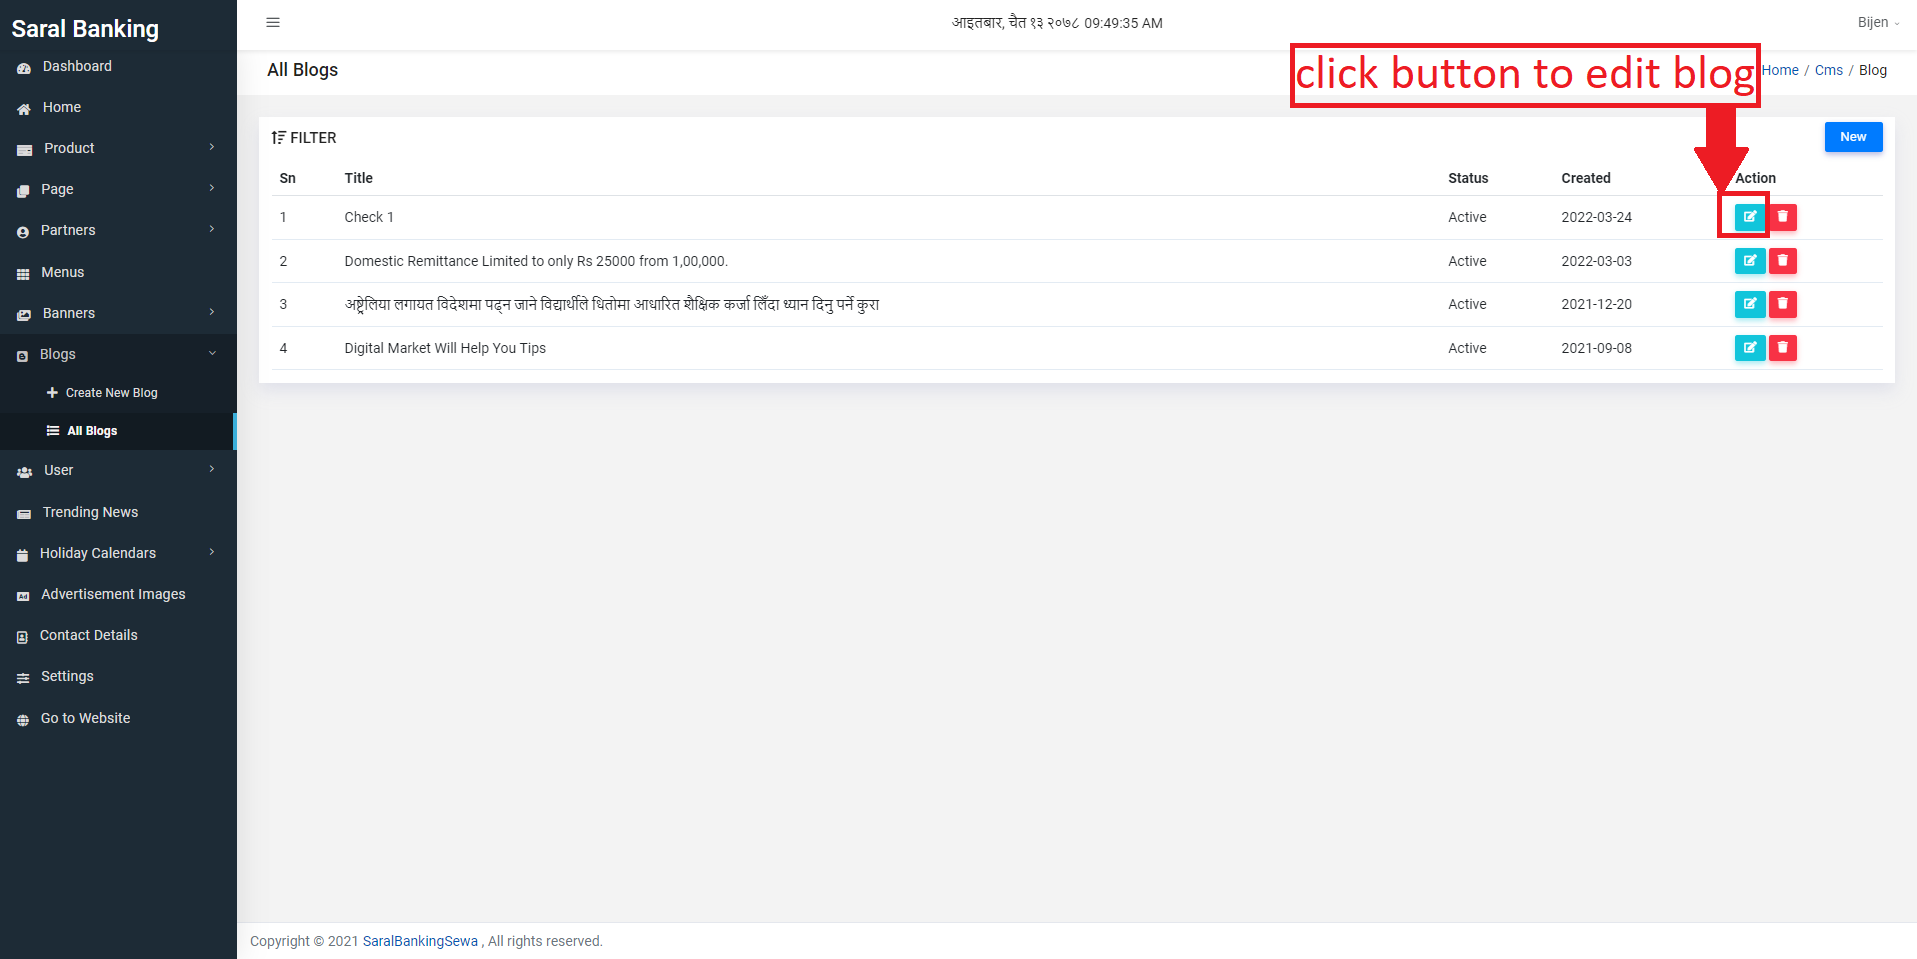 Saral Banking
आइतबार, चैत १३ २०७८ 09:49:35 AM
Bijen
Dashboard
Home
Product
Page
Partners
Menus
Banners
Blogs
Create New Blog
All Blogs
User
Trending News
Holiday Calendars
Advertisement Images
Contact Details
Settings
Go to Website
All Blogs
click button to edit blog
Home / Cms / Blog
FILTER
New
Sn Title Status Created Action
1 Check 1 Active 2022-03-24
2 Domestic Remittance Limited to only Rs 25000 from 1,00,000. Active 2022-03-03
3 अष्ट्रेलिया लगायत विदेशमा पढ्न जाने विद्यार्थीले धितोमा आधारित शैक्षिक कर्जा लिँदा ध्यान दिनु पर्ने कुरा Active 2021-12-20
4 Digital Market Will Help You Tips Active 2021-09-08
Copyright © 2021 SaralBankingSewa , All rights reserved.